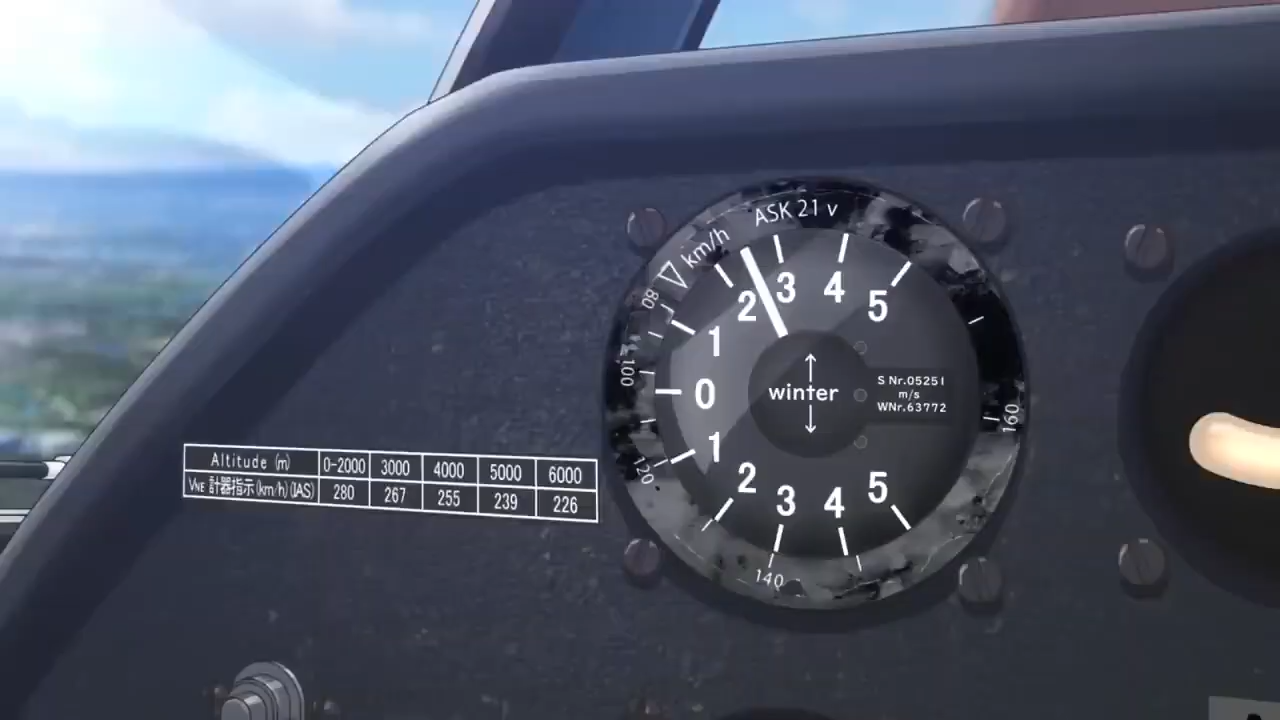 ASK 21 v
km/h
80
100
120
140
160
2 3 4 5
1
0
1
2 3 4 5
winter
S Nr.05251
m/s
WNr.63772
Altitude (m) 0-2000 3000 4000 5000 6000
VNE 計器指示(km/h)(IAS) 280 267 255 239 226